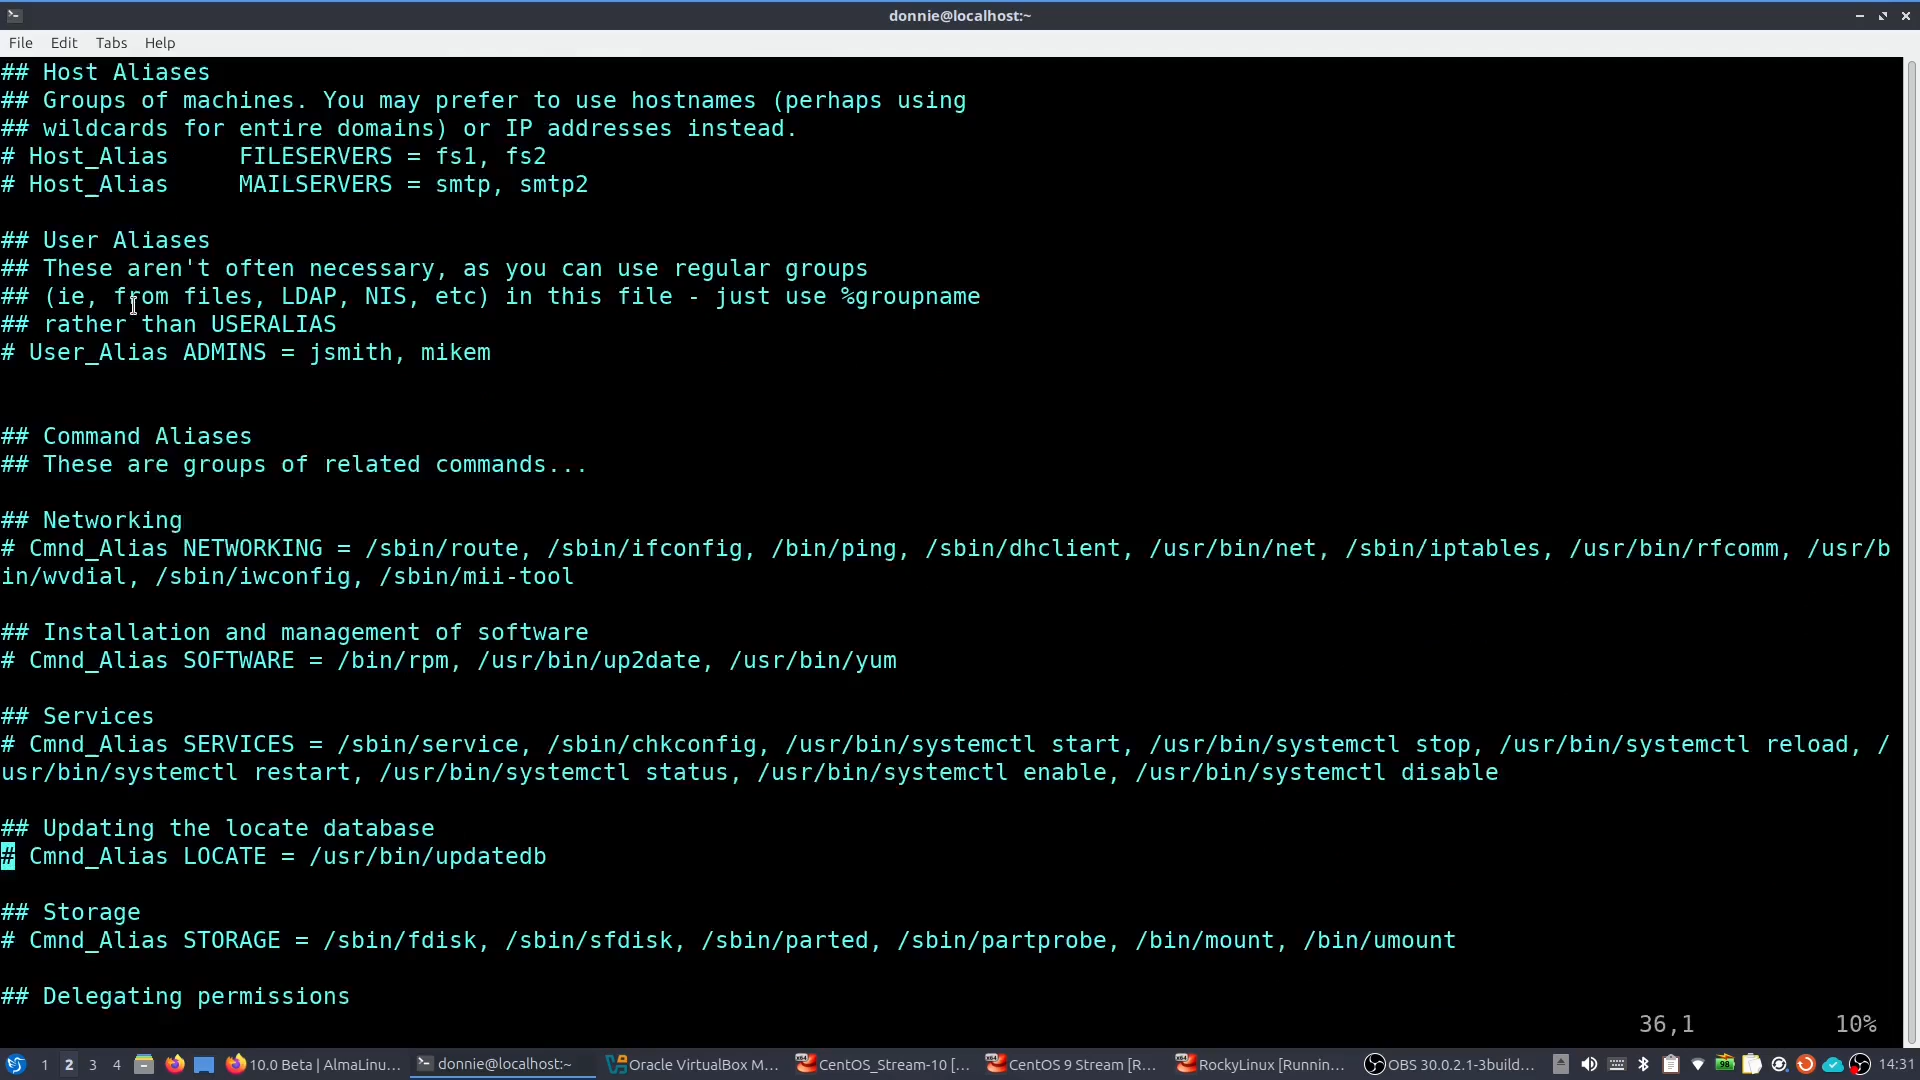 donnie@localhost:~
File Edit Tabs Help
## Host Aliases
## Groups of machines. You may prefer to use hostnames (perhaps using
## wildcards for entire domains) or IP addresses instead.
# Host_Alias     FILESERVERS = fs1, fs2
# Host_Alias     MAILSERVERS = smtp, smtp2
## User Aliases
## These aren't often necessary, as you can use regular groups
## (ie, from files, LDAP, NIS, etc) in this file - just use %groupname
## rather than USERALIAS
# User_Alias ADMINS = jsmith, mikem
## Command Aliases
## These are groups of related commands...
## Networking
# Cmnd_Alias NETWORKING = /sbin/route, /sbin/ifconfig, /bin/ping, /sbin/dhclient, /usr/bin/net, /sbin/iptables, /usr/bin/rfcomm, /usr/b
in/wvdial, /sbin/iwconfig, /sbin/mii-tool
## Installation and management of software
# Cmnd_Alias SOFTWARE = /bin/rpm, /usr/bin/up2date, /usr/bin/yum
## Services
# Cmnd_Alias SERVICES = /sbin/service, /sbin/chkconfig, /usr/bin/systemctl start, /usr/bin/systemctl stop, /usr/bin/systemctl reload, /
usr/bin/systemctl restart, /usr/bin/systemctl status, /usr/bin/systemctl enable, /usr/bin/systemctl disable
## Updating the locate database
# Cmnd_Alias LOCATE = /usr/bin/updatedb
## Storage
# Cmnd_Alias STORAGE = /sbin/fdisk, /sbin/sfdisk, /sbin/parted, /sbin/partprobe, /bin/mount, /bin/umount
## Delegating permissions
36,1 10%
1 2 3 4 10.0 Beta | AlmaLinu... donnie@localhost:~ Oracle VirtualBox M... CentOS_Stream-10 [... CentOS 9 Stream [R... RockyLinux [Runnin... OBS 30.0.2.1-3build... 98 14:31